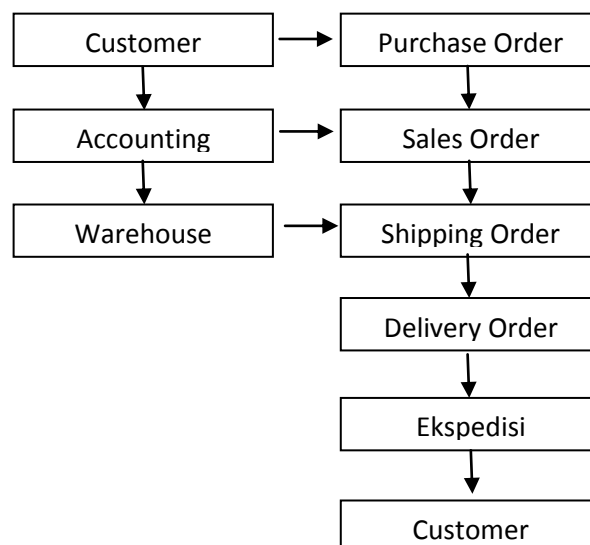 Customer
Purchase Order
Accounting
Sales Order
Warehouse
Shipping Order
Delivery Order
Ekspedisi
Customer